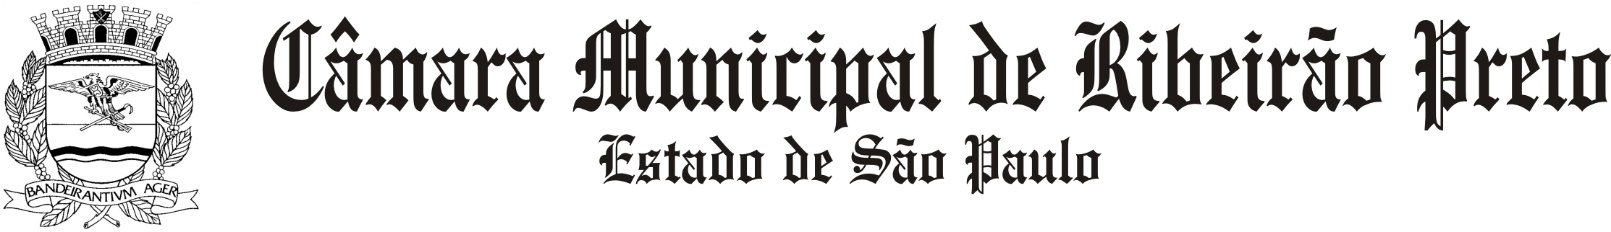 Câmara Municipal de Ribeirão Preto
Estado de São Paulo
BANDEIRANTIVM AGER